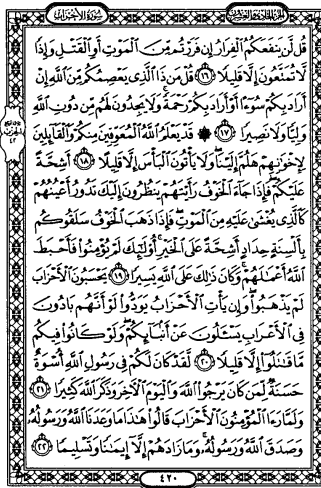 الجزء الحادي والعشرون
سورة الأحزاب
قُل لَّن يَنفَعَكُمُ ٱلْفِرَارُ إِن فَرَرْتُم مِّنَ ٱلْمَوْتِ أَوِ ٱلْقَتْلِ وَإِذًا
لَّا تُمَتَّعُونَ إِلَّا قَلِيلًا ١٦ قُلْ مَن ذَا ٱلَّذِى يَعْصِمُكُم مِّنَ ٱللَّهِ إِنْ
أَرَادَ بِكُمْ سُوٓءًا أَوْ أَرَادَ بِكُمْ رَحْمَةً ۚ وَلَا يَجِدُونَ لَهُم مِّن دُونِ ٱللَّهِ
وَلِيًّا وَلَا نَصِيرًا ١٧ ۞ قَدْ يَعْلَمُ ٱللَّهُ ٱلْمُعَوِّقِينَ مِنكُمْ وَٱلْقَآئِلِينَ
لِإِخْوَٰنِهِمْ هَلُمَّ إِلَيْنَا ۖ وَلَا يَأْتُونَ ٱلْبَأْسَ إِلَّا قَلِيلًا ١٨ أَشِحَّةً
عَلَيْكُمْ ۖ فَإِذَا جَآءَ ٱلْخَوْفُ رَأَيْتَهُمْ يَنظُرُونَ إِلَيْكَ تَدُورُ أَعْيُنُهُمْ
كَٱلَّذِى يُغْشَىٰ عَلَيْهِ مِنَ ٱلْمَوْتِ ۖ فَإِذَا ذَهَبَ ٱلْخَوْفُ سَلَقُوكُم
بِأَلْسِنَةٍ حِدَادٍ أَشِحَّةً عَلَى ٱلْخَيْرِ ۚ أُو۟لَٰٓئِكَ لَمْ يُؤْمِنُوا۟ فَأَحْبَطَ
ٱللَّهُ أَعْمَٰلَهُمْ ۚ وَكَانَ ذَٰلِكَ عَلَى ٱللَّهِ يَسِيرًا ١٩ يَحْسَبُونَ ٱلْأَحْزَابَ
لَمْ يَذْهَبُوا۟ ۖ وَإِن يَأْتِ ٱلْأَحْزَابُ يَوَدُّوا۟ لَوْ أَنَّهُم بَادُونَ
فِى ٱلْأَعْرَابِ يَسْـَٔلُونَ عَنْ أَنۢبَآئِكُمْ ۖ وَلَوْ كَانُوا۟ فِيكُم
مَّا قَٰتَلُوٓا۟ إِلَّا قَلِيلًا ٢٠ لَّقَدْ كَانَ لَكُمْ فِى رَسُولِ ٱللَّهِ أُسْوَةٌ
حَسَنَةٌ لِّمَن كَانَ يَرْجُوا۟ ٱللَّهَ وَٱلْيَوْمَ ٱلْءَاخِرَ وَذَكَرَ ٱللَّهَ كَثِيرًا ٢١
وَلَمَّا رَءَا ٱلْمُؤْمِنُونَ ٱلْأَحْزَابَ قَالُوا۟ هَٰذَا مَا وَعَدَنَا ٱللَّهُ وَرَسُولُهُۥ
وَصَدَقَ ٱللَّهُ وَرَسُولُهُۥ ۚ وَمَا زَادَهُمْ إِلَّآ إِيمَٰنًا وَتَسْلِيمًا ٢٢
٤٢٠